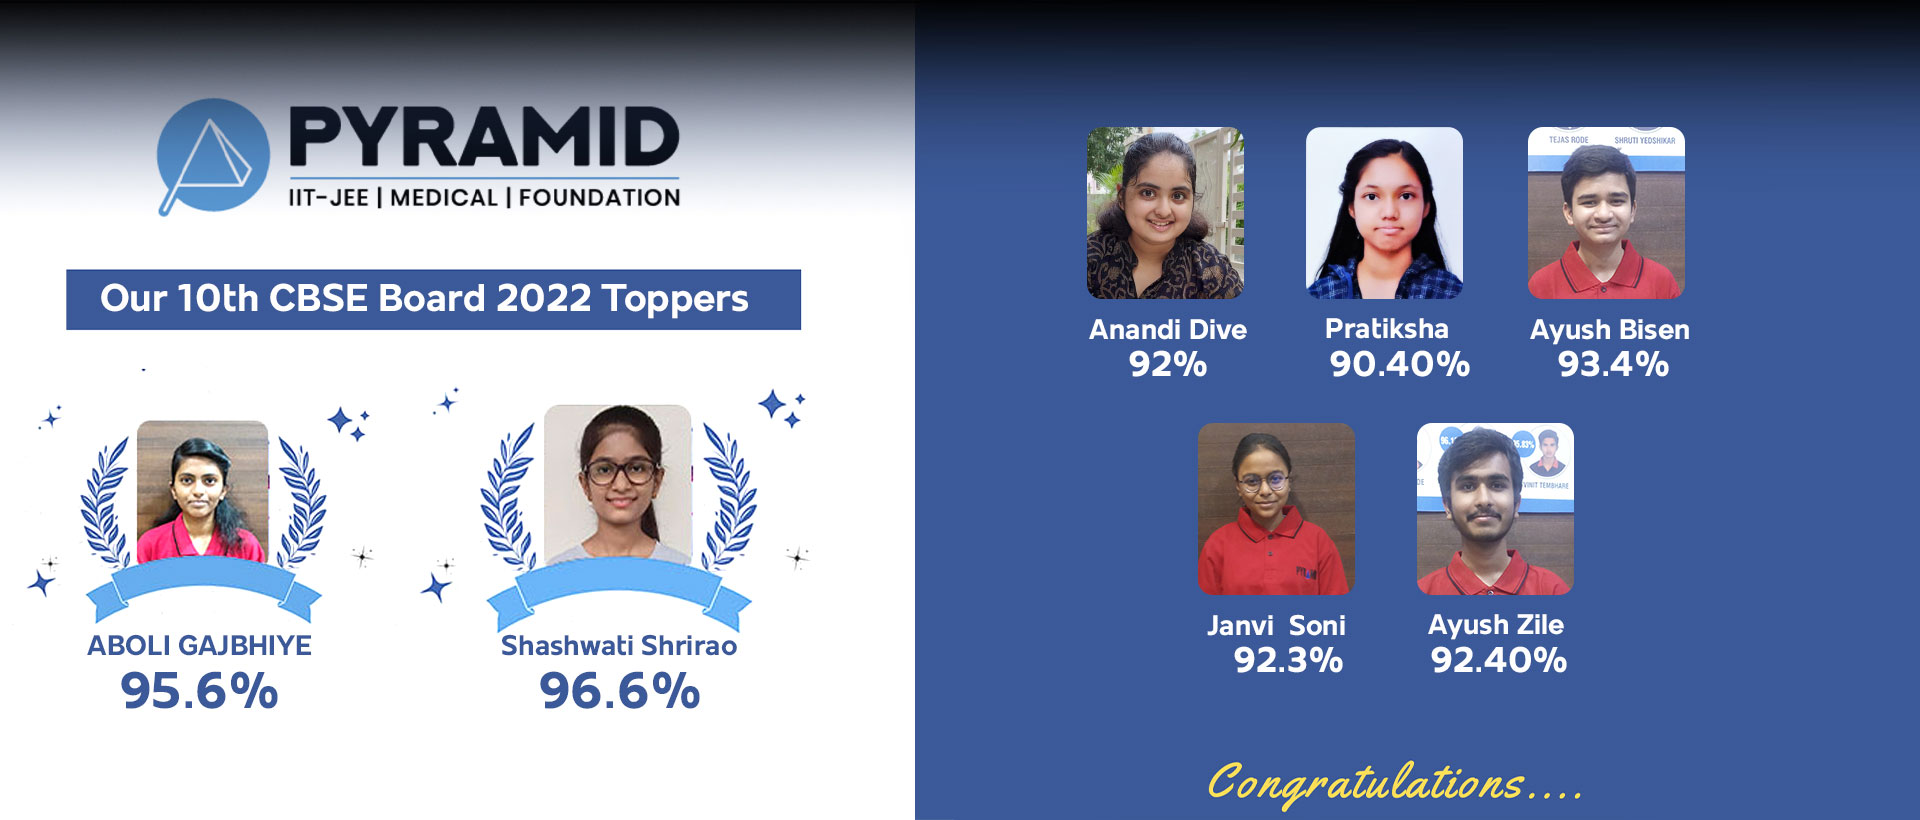 PYRAMID
IIT-JEE | MEDICAL | FOUNDATION
Our 10th CBSE Board 2022 Toppers
ABOLI GAJBHIYE
95.6%
Shashwati Shrirao
96.6%
TEJAS RODE
SHRUTI YEDSHIKAR
Anandi Dive
92%
Pratiksha
90.40%
Ayush Bisen
93.4%
VINIT TEMBHARE
Janvi Soni
92.3%
Ayush Zile
92.40%
Congratulations....